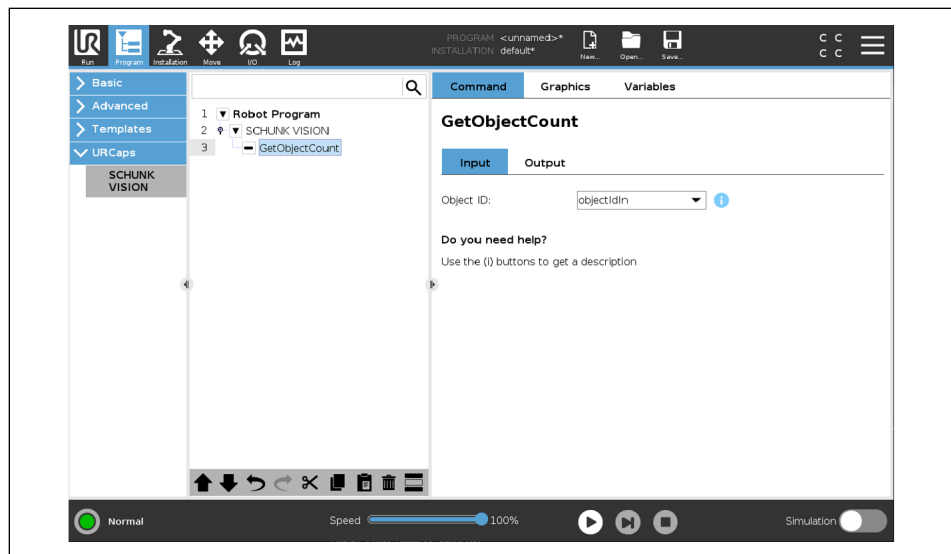 UR
PROGRAM <unnamed>*
INSTALLATION default*
C C
C C
Run Program Installation Move I/O Log New... Open... Save...
Basic
Advanced
Templates
URCaps
SCHUNK
VISION
1 Robot Program
2 SCHUNK VISION
3 GetObjectCount
Command Graphics Variables
GetObjectCount
Input Output
Object ID: objectIdIn i
Do you need help?
Use the (i) buttons to get a description
Normal
Speed 100%
Simulation